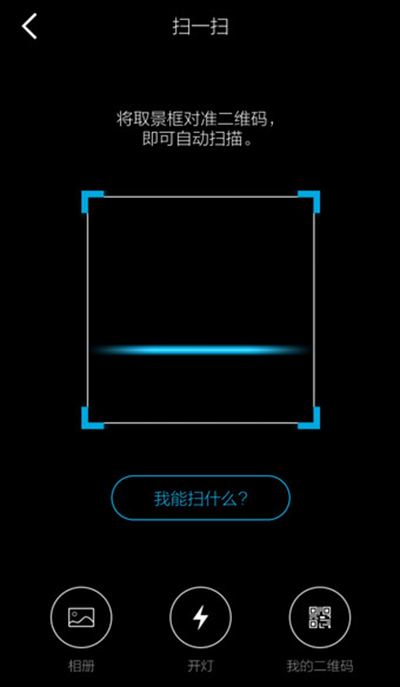 扫一扫
将取景框对准二维码，
即可自动扫描。
我能扫什么？
相册
开灯
我的二维码